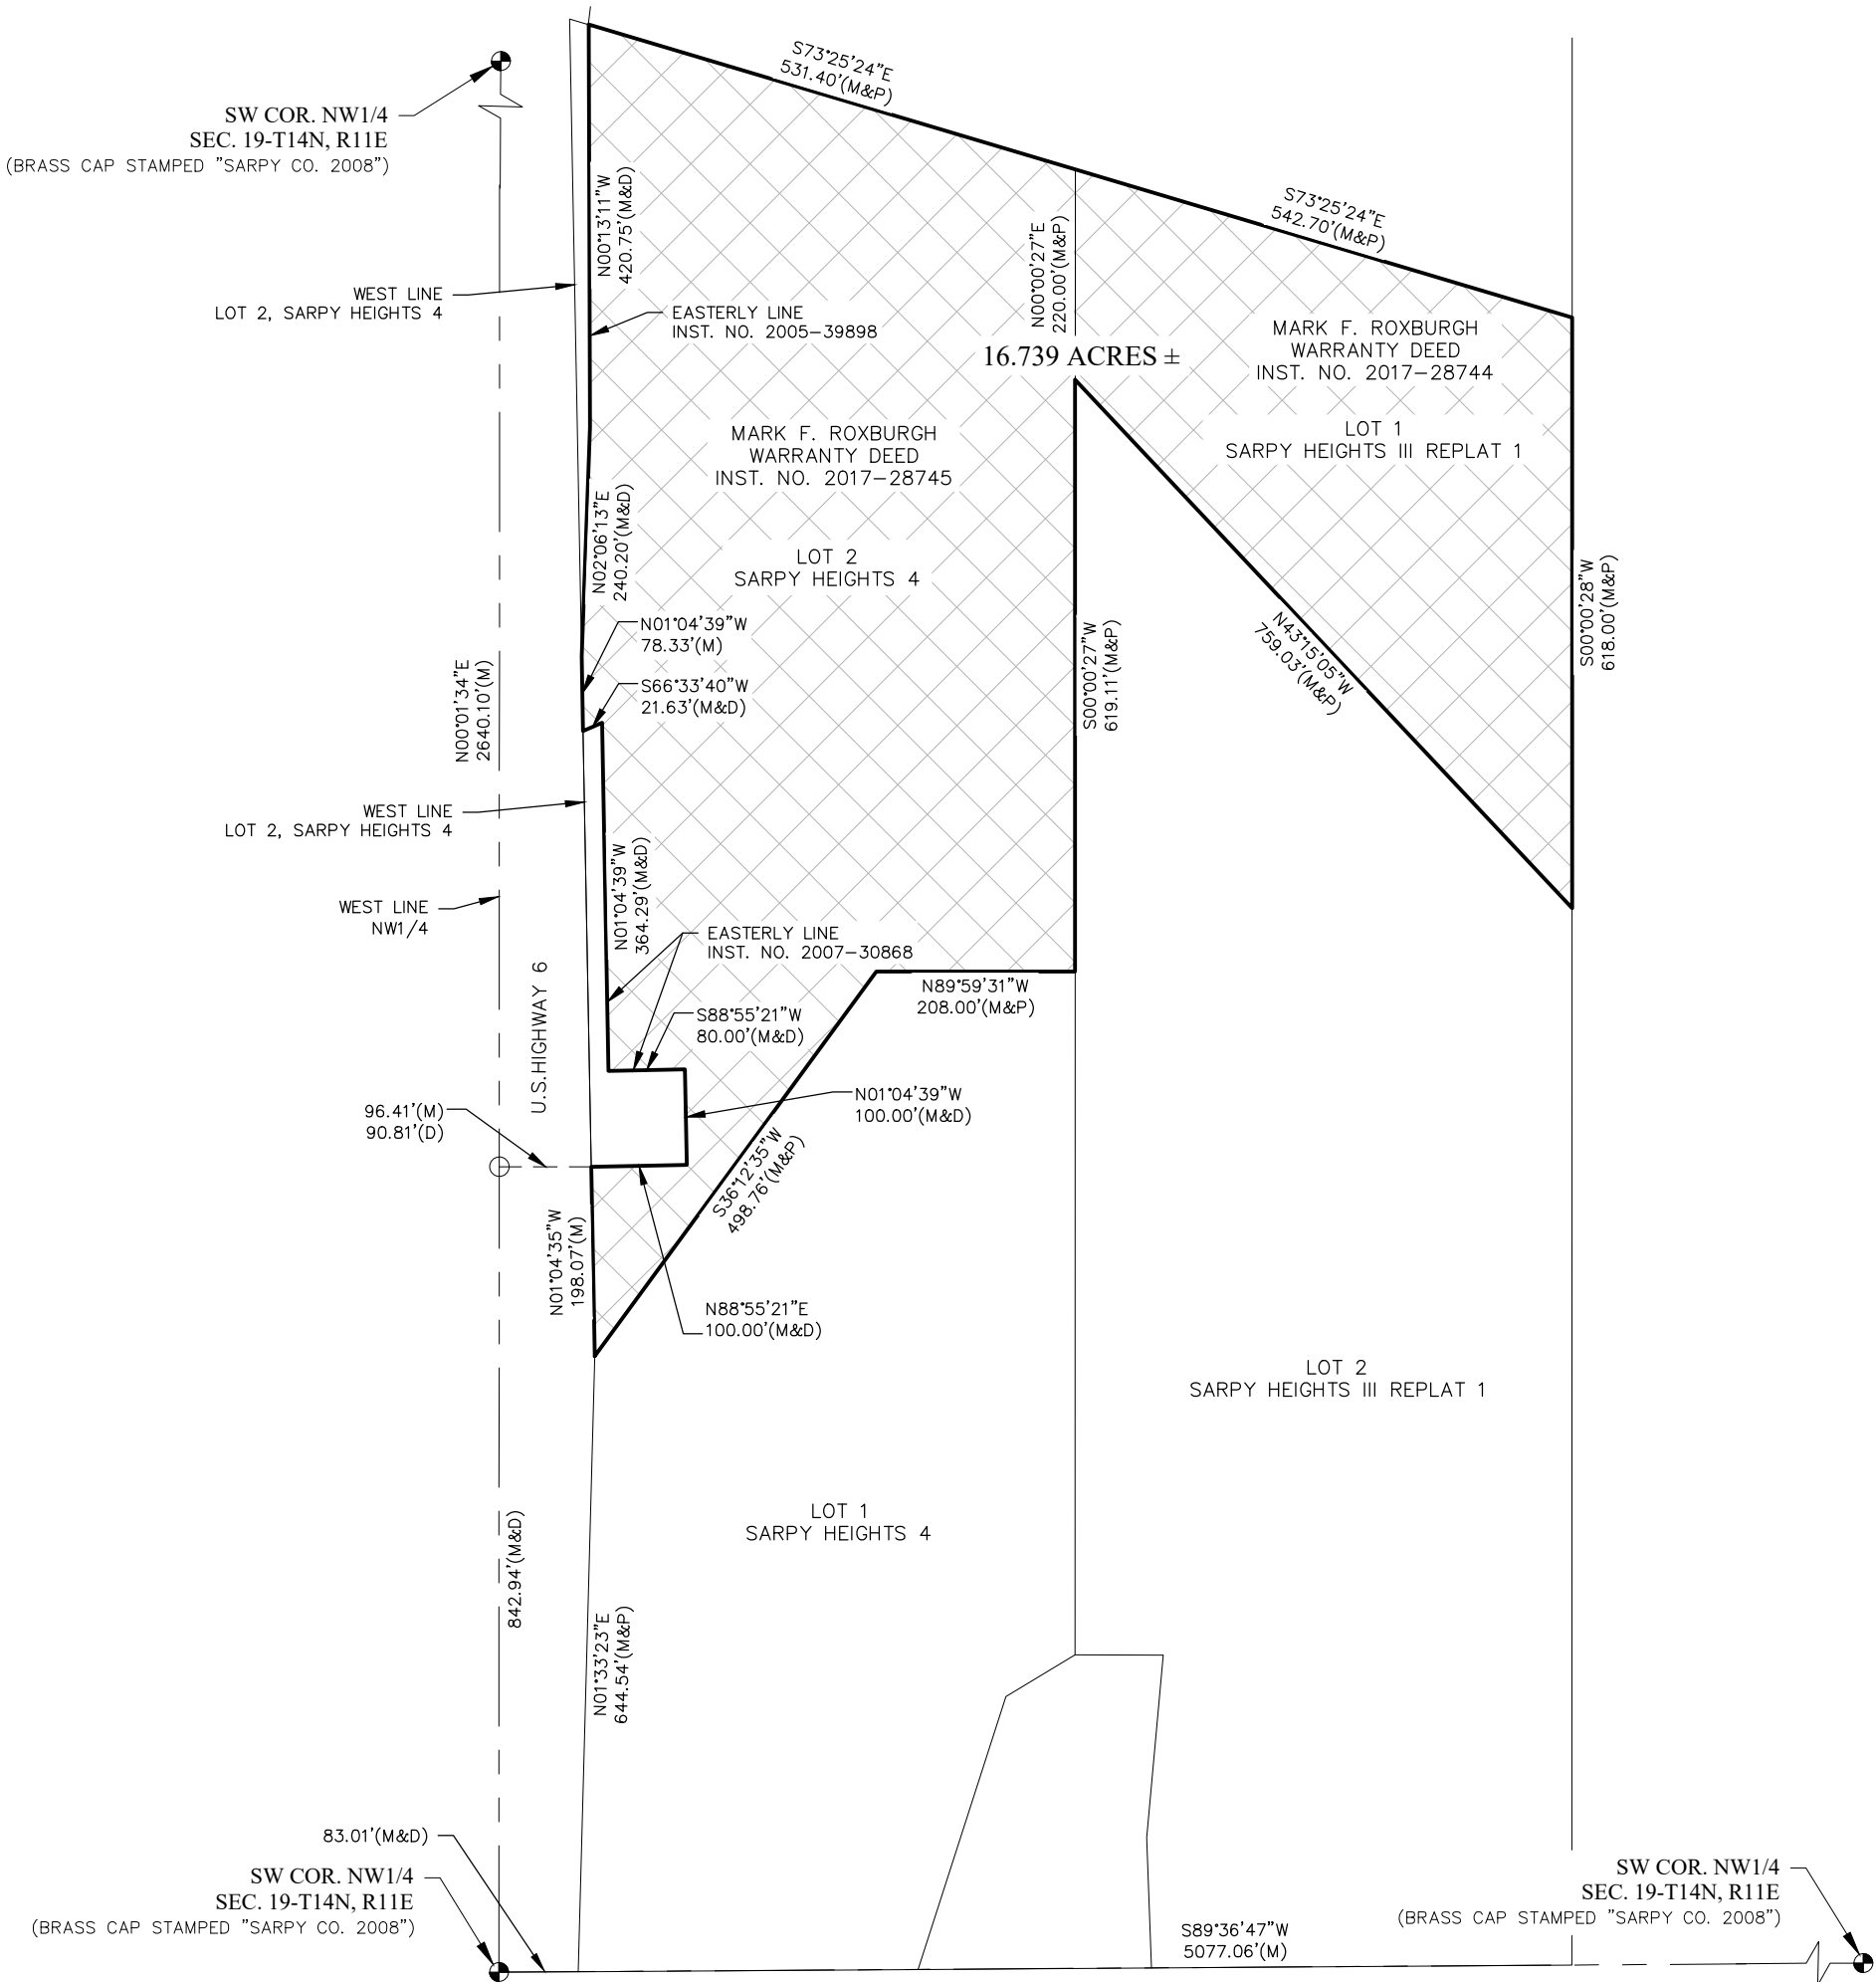 S73°25'24"E
531.40'(M&P)
SW COR. NW1/4
SEC. 19-T14N, R11E
(BRASS CAP STAMPED "SARPY CO. 2008")
N00°13'11"W
420.75'(M&D)
S73°25'24"E
542.70'(M&P)
N00°00'27"E
220.00'(M&P)
WEST LINE
LOT 2, SARPY HEIGHTS 4
EASTERLY LINE
INST. NO. 2005-39898
16.739 ACRES ±
MARK F. ROXBURGH
WARRANTY DEED
INST. NO. 2017-28744
LOT 1
SARPY HEIGHTS III REPLAT 1
MARK F. ROXBURGH
WARRANTY DEED
INST. NO. 2017-28745
N02°06'13"E
240.20'(M&D)
LOT 2
SARPY HEIGHTS 4
N01°04'39"W
78.33'(M)
S66°33'40"W
21.63'(M&D)
N00°01'34"E
2640.10'(M)
S00°00'27"W
619.11'(M&P)
N43°15'05"W
759.03'(M&P)
S00°00'28"W
618.00'(M&P)
WEST LINE
LOT 2, SARPY HEIGHTS 4
N01°04'39"W
364.29'(M&D)
WEST LINE
NW1/4
EASTERLY LINE
INST. NO. 2007-30868
N89°59'31"W
208.00'(M&P)
S88°55'21"W
80.00'(M&D)
U.S.HIGHWAY 6
N01°04'39"W
100.00'(M&D)
96.41'(M)
90.81'(D)
S36°12'35"W
498.76'(M&P)
N01°04'35"W
198.07'(M)
N88°55'21"E
100.00'(M&D)
LOT 2
SARPY HEIGHTS III REPLAT 1
LOT 1
SARPY HEIGHTS 4
842.94'(M&D)
N01°33'23"E
644.54'(M&P)
83.01'(M&D)
SW COR. NW1/4
SEC. 19-T14N, R11E
(BRASS CAP STAMPED "SARPY CO. 2008")
SW COR. NW1/4
SEC. 19-T14N, R11E
(BRASS CAP STAMPED "SARPY CO. 2008")
S89°36'47"W
5077.06'(M)